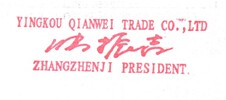 YINGKOU QIANWEI TRADE CO.,LTD
ZHANGZHENJI PRESIDENT.